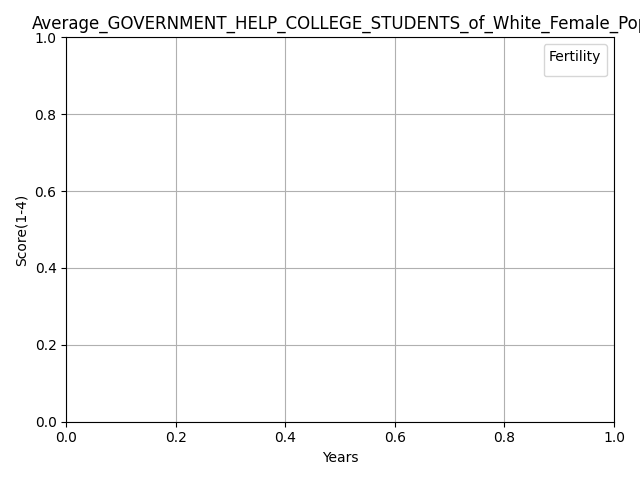 Average_GOVERNMENT_HELP_COLLEGE_STUDENTS_of_White_Female_Pop
Fertility
1.0
0.8
0.6
0.4
0.2
0.0
Score(1-4)
0.0 0.2 0.4 0.6 0.8 1.0
Years